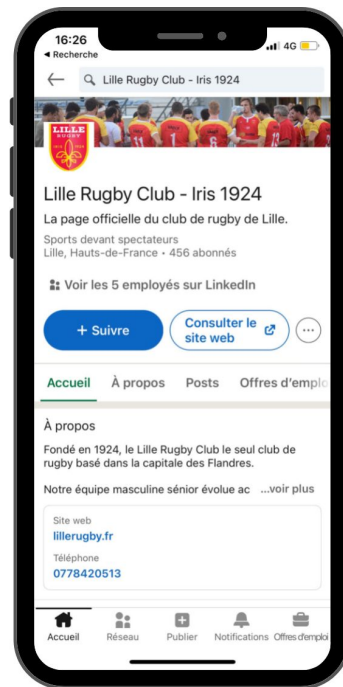 16:26
4G
◄ Recherche
Lille Rugby Club - Iris 1924
LILLE
RUGBY
11
1
6
Lille Rugby Club - Iris 1924
La page officielle du club de rugby de Lille.
Sports devant spectateurs
Lille, Hauts-de-France • 456 abonnés
Voir les 5 employés sur LinkedIn
+ Suivre
Consulter le
site web
Accueil À propos Posts Offres d'emplo
À propos
Fondé en 1924, le Lille Rugby Club le seul club de
rugby basé dans la capitale des Flandres.
Notre équipe masculine sénior évolue ac ...voir plus
Site web
lillerugby.fr
Téléphone
0778420513
Accueil Réseau Publier Notifications Offres d'emploi